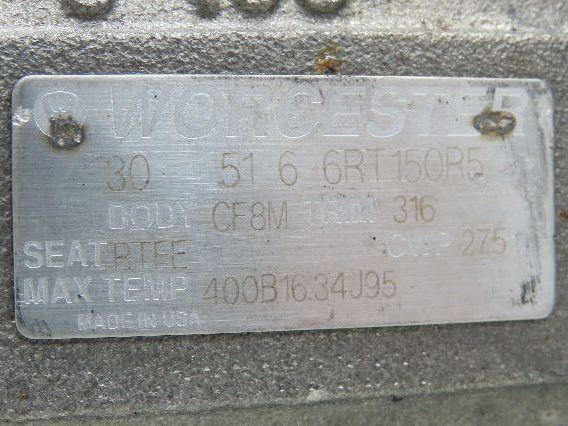 WORCESTER
30 51 6 6RT150R5
BODY CF8M TRIM 316
SEAT RTFE CWP 275
MAX TEMP 400B16.34J95
MADE IN USA